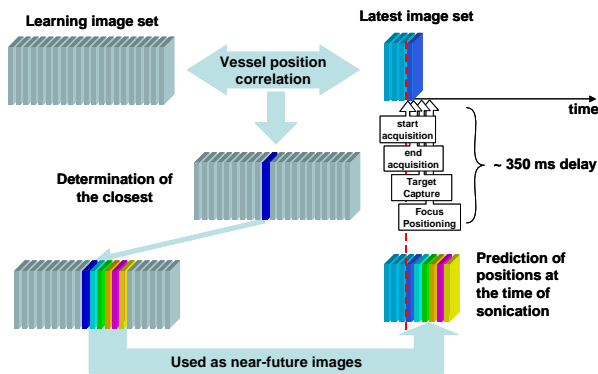 Learning image set
Latest image set
Vessel position
correlation
time
start
acquisition
end
acquisition
Target
Capture
Focus
Positioning
~ 350 ms delay
Determination of
the closest
Prediction of
positions at
the time of
sonication
Used as near-future images